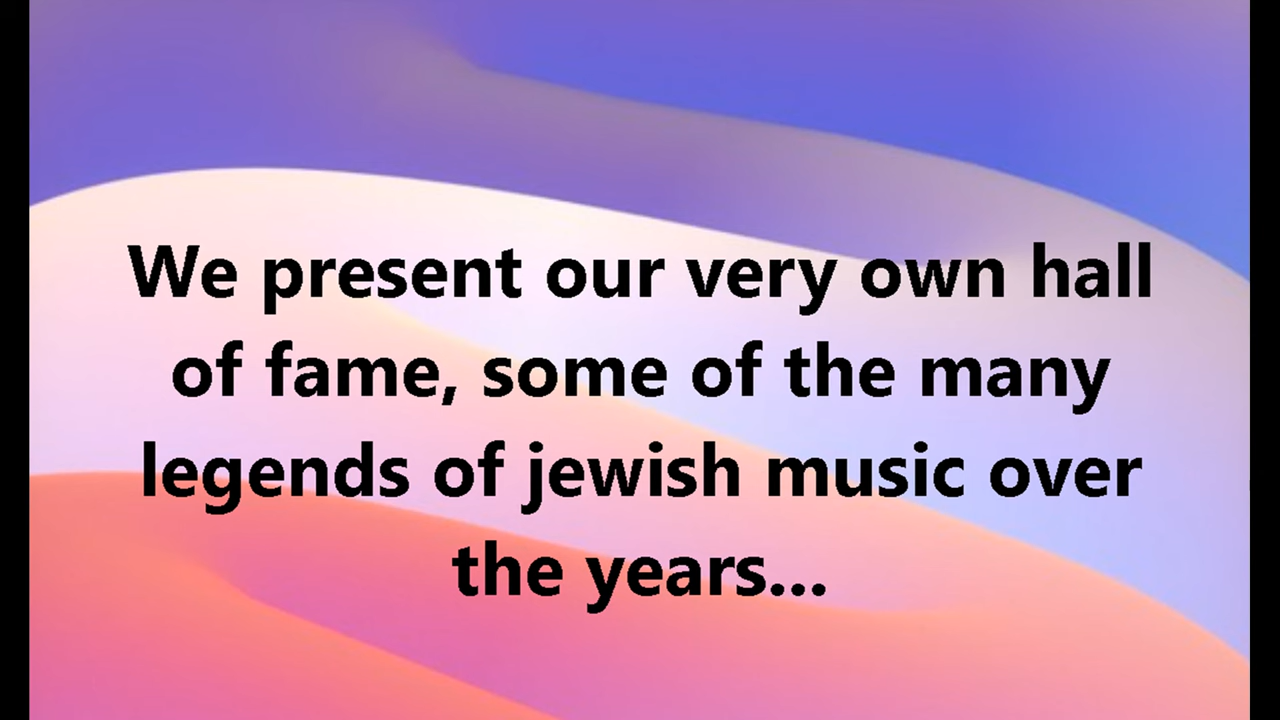 We present our very own hall
of fame, some of the many
legends of jewish music over
the years...